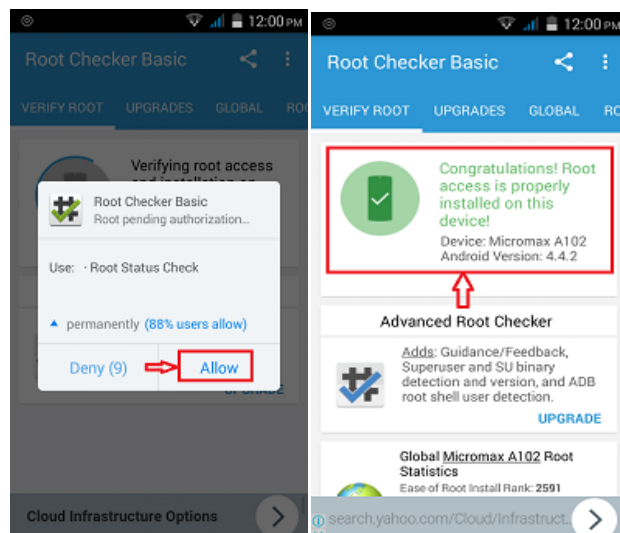 12:00 PM
Root Checker Basic
VERIFY ROOT UPGRADES GLOBAL ROO
Verifying root access
Root Checker Basic
Root pending authorization...
Use: · Root Status Check
permanently (88% users allow)
Deny (9) Allow
UPGRADE
Cloud Infrastructure Options
12:00 PM
Root Checker Basic
VERIFY ROOT UPGRADES GLOBAL RO
Congratulations! Root
access is properly
installed on this
device!
Device: Micromax A102
Android Version: 4.4.2
Advanced Root Checker
Adds: Guidance/Feedback,
Superuser and SU binary
detection and version, and ADB
root shell user detection.
UPGRADE
Global Micromax A102 Root
Statistics
Ease of Root Install Rank: 2591
search.yahoo.com/Cloud/Infrastruct...